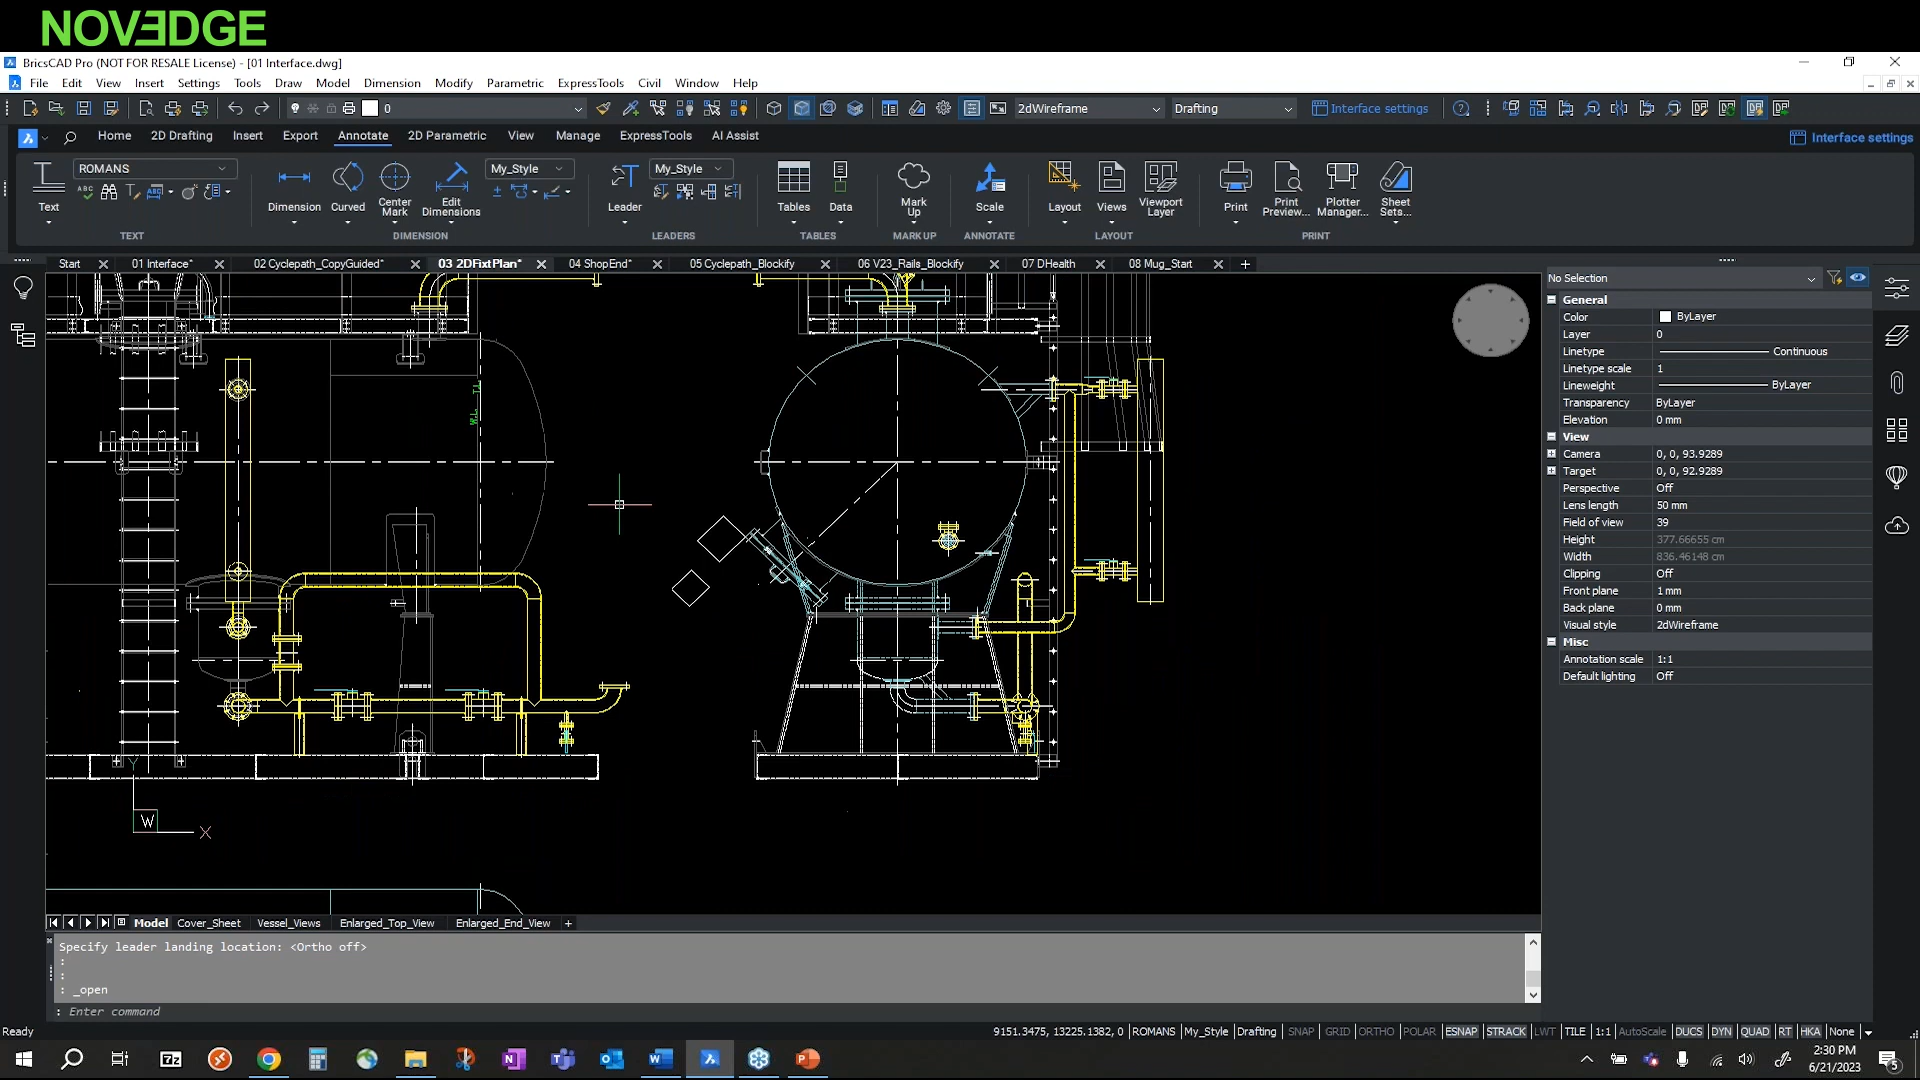 NOVEDGE
BricsCAD Pro (NOT FOR RESALE License) - [01 Interface.dwg]
File Edit View Insert Settings Tools Draw Model Dimension Modify Parametric ExpressTools Civil Window Help
0 2dWireframe Drafting Interface settings
Home 2D Drafting Insert Export Annotate 2D Parametric View Manage ExpressTools AI Assist Interface settings
ROMANS My_Style My_Style
ABC
Text Dimension Curved Center Mark Edit Dimensions Leader Tables Data Mark Up Scale Layout Views Viewport Layer Print Print Preview... Plotter Manager... Sheet Sets...
TEXT DIMENSION LEADERS TABLES MARK UP ANNOTATE LAYOUT PRINT
Start 01 Interface* 02 Cyclepath_CopyGuided* 03 2DFixtPlan* 04 ShopEnd* 05 Cyclepath_Blockify 06 V23_Rails_Blockify 07 DHealth 08 Mug_Start +
No Selection
General
Color ByLayer
Layer 0
Linetype Continuous
Linetype scale 1
Lineweight ByLayer
Transparency ByLayer
Elevation 0 mm
View
Camera 0, 0, 93.9289
Target 0, 0, 92.9289
Perspective Off
Lens length 50 mm
Field of view 39
Height 377.66655 cm
Width 836.46148 cm
Clipping Off
Front plane 1 mm
Back plane 0 mm
Visual style 2dWireframe
Misc
Annotation scale 1:1
Default lighting Off
Y
W X
Model Cover_Sheet Vessel_Views Enlarged_Top_View Enlarged_End_View +
Specify leader landing location: <Ortho off>
:
:
: _open
: Enter command
Ready 9151.3475, 13225.1382, 0 ROMANS My_Style Drafting SNAP GRID ORTHO POLAR ESNAP STRACK LWT TILE 1:1 AutoScale DUCS DYN QUAD RT HKA None
2:30 PM
6/21/2023
5